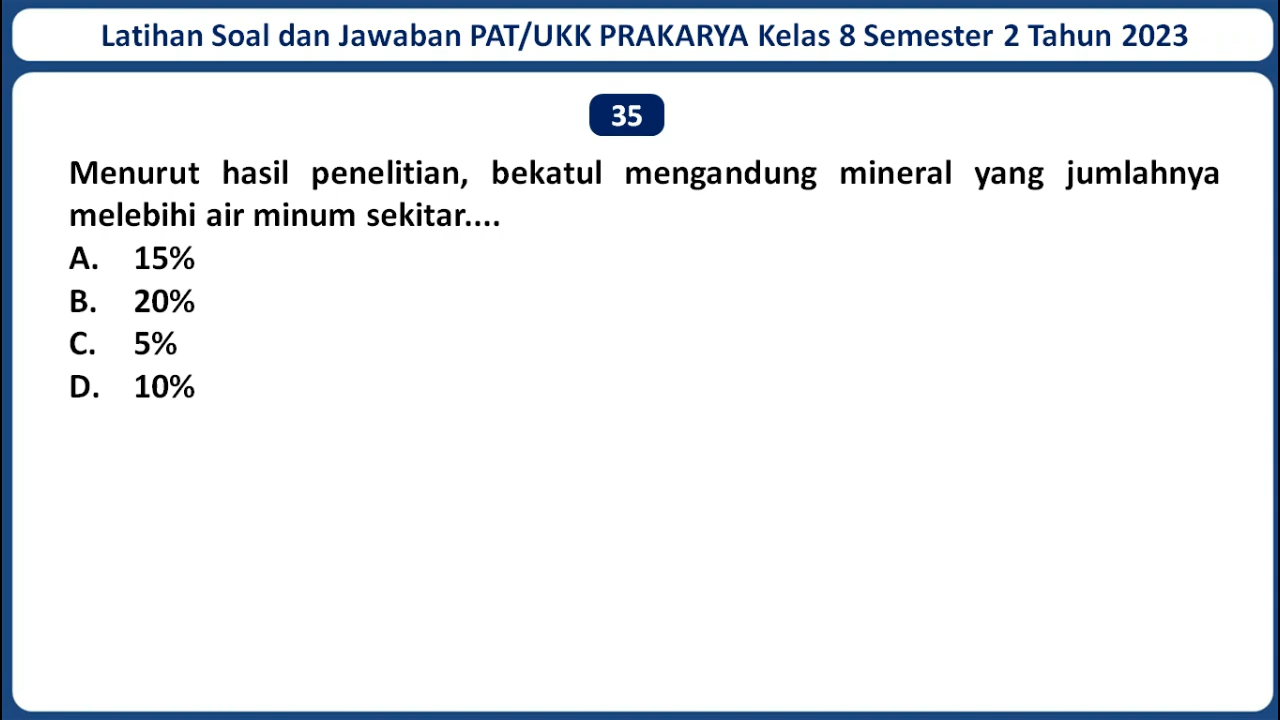 Latihan Soal dan Jawaban PAT/UKK PRAKARYA Kelas 8 Semester 2 Tahun 2023
35
Menurut hasil penelitian, bekatul mengandung mineral yang jumlahnya
melebihi air minum sekitar....
A. 15%
B. 20%
C. 5%
D. 10%